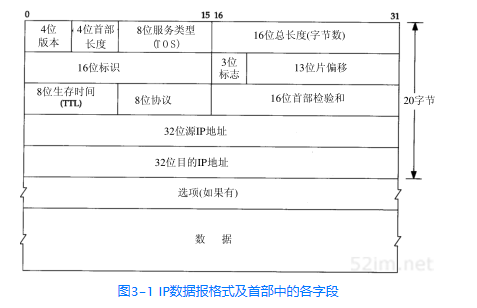 0 15 16 31
4位版本 4位首部长度 8位服务类型(TOS) 16位总长度(字节数)
16位标识 3位标志 13位片偏移
8位生存时间(TTL) 8位协议 16位首部检验和
20字节
32位源IP地址
32位目的IP地址
选项(如果有)
数 据
52im.net
图3-1 IP数据报格式及首部中的各字段